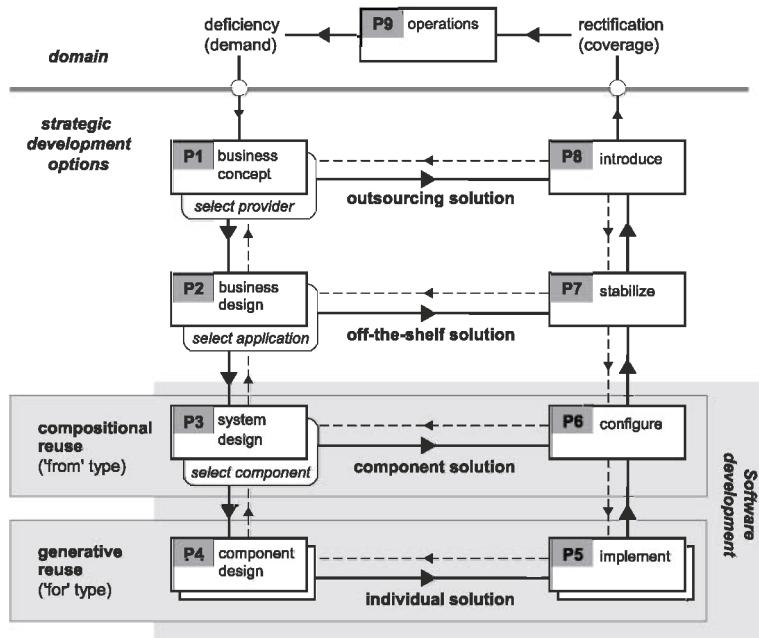 deficiency
(demand)
P9 operations
rectification
(coverage)
domain
strategic
development
options
P1 business
concept
select provider
P8 introduce
outsourcing solution
P2 business
design
select application
P7 stabilize
off-the-shelf solution
compositional
reuse
('from' type)
P3 system
design
select component
P6 configure
component solution
Software
development
generative
reuse
('for' type)
P4 component
design
P5 implement
individual solution